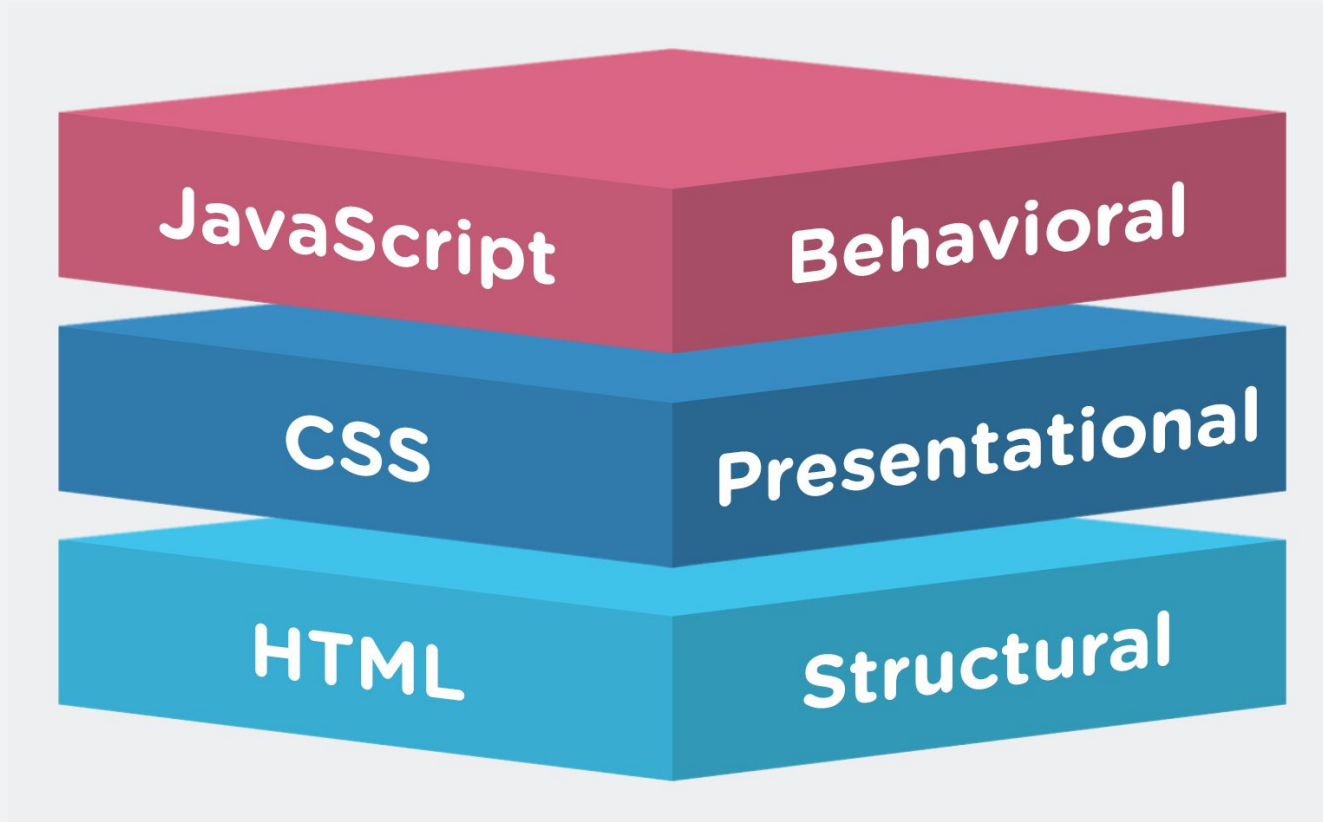 JavaScript
Behavioral
CSS
Presentational
HTML
Structural